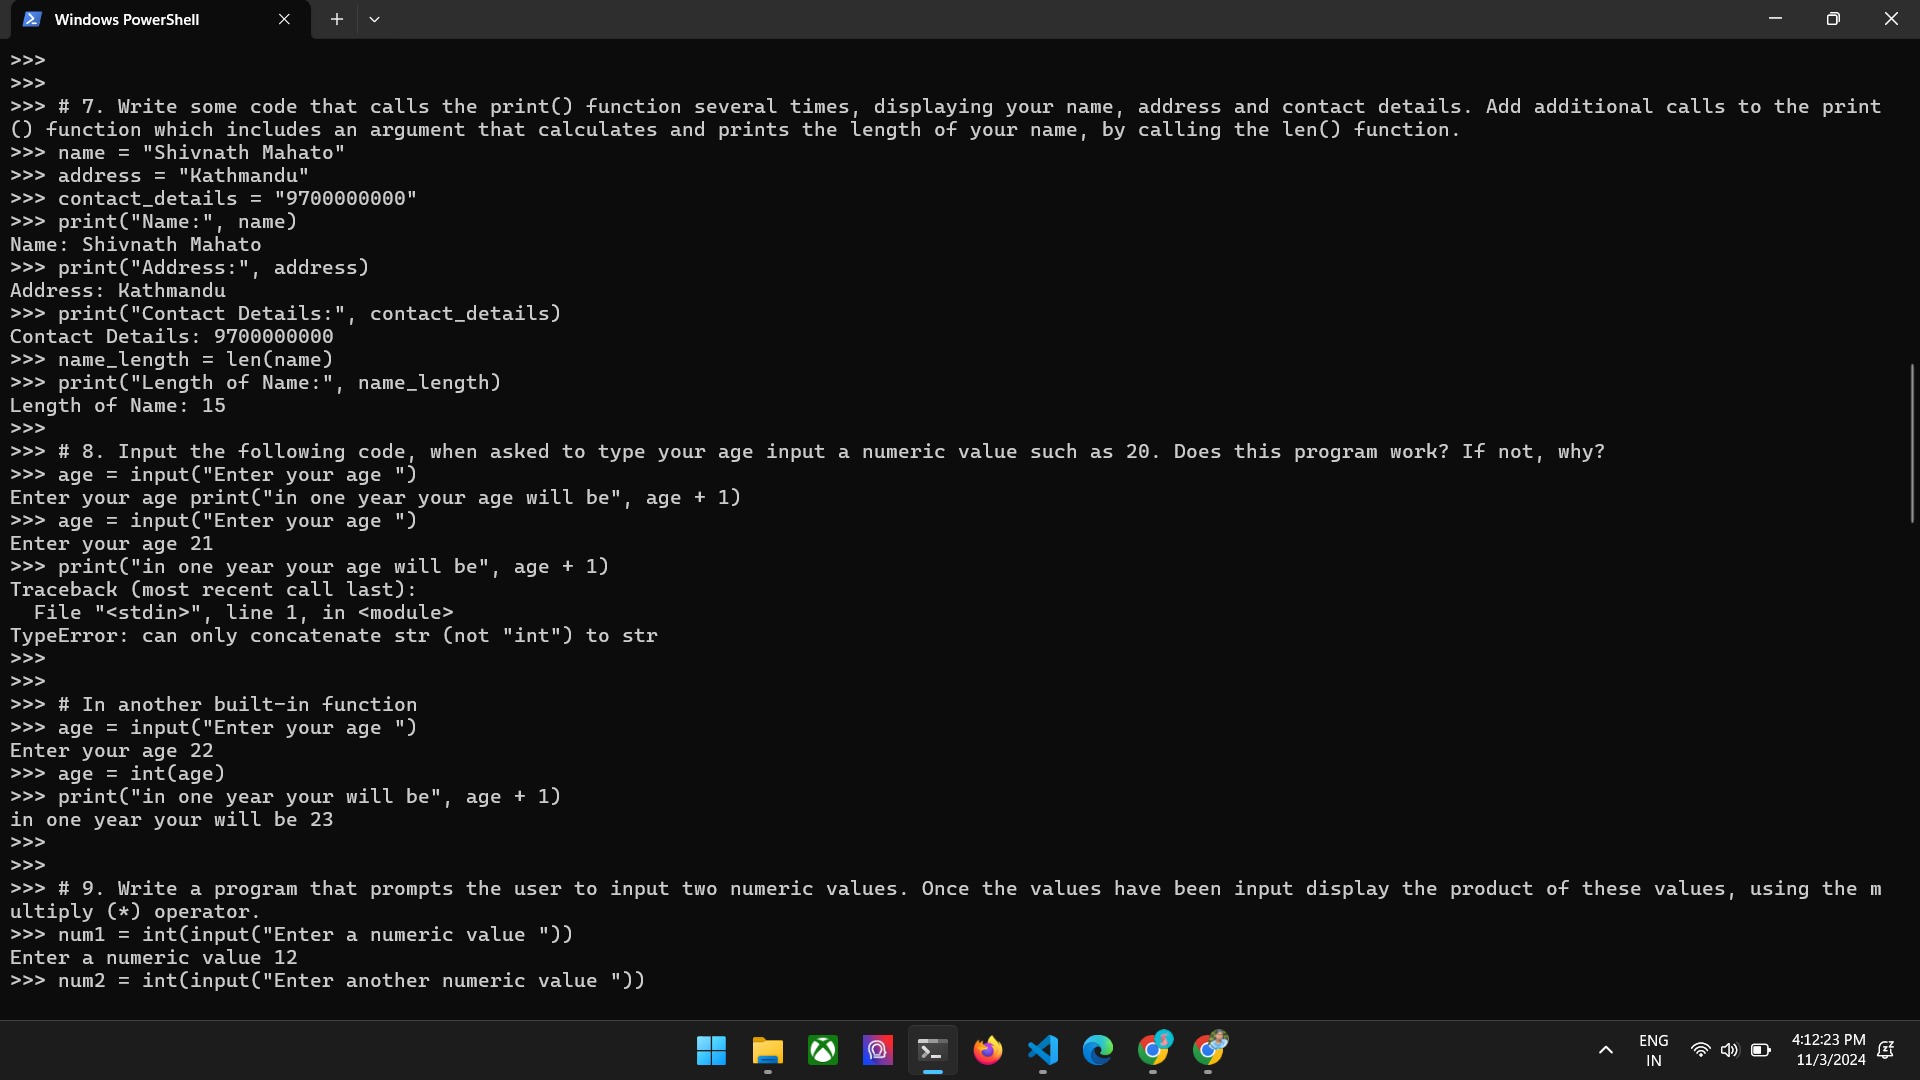 Windows PowerShell
>>>
>>>
>>> # 7. Write some code that calls the print() function several times, displaying your name, address and contact details. Add additional calls to the print
() function which includes an argument that calculates and prints the length of your name, by calling the len() function.
>>> name = "Shivnath Mahato"
>>> address = "Kathmandu"
>>> contact_details = "9700000000"
>>> print("Name:", name)
Name: Shivnath Mahato
>>> print("Address:", address)
Address: Kathmandu
>>> print("Contact Details:", contact_details)
Contact Details: 9700000000
>>> name_length = len(name)
>>> print("Length of Name:", name_length)
Length of Name: 15
>>>
>>> # 8. Input the following code, when asked to type your age input a numeric value such as 20. Does this program work? If not, why?
>>> age = input("Enter your age ")
Enter your age print("in one year your age will be", age + 1)
>>> age = input("Enter your age ")
Enter your age 21
>>> print("in one year your age will be", age + 1)
Traceback (most recent call last):
  File "<stdin>", line 1, in <module>
TypeError: can only concatenate str (not "int") to str
>>>
>>>
>>> # In another built-in function
>>> age = input("Enter your age ")
Enter your age 22
>>> age = int(age)
>>> print("in one year your will be", age + 1)
in one year your will be 23
>>>
>>>
>>> # 9. Write a program that prompts the user to input two numeric values. Once the values have been input display the product of these values, using the m
ultiply (*) operator.
>>> num1 = int(input("Enter a numeric value "))
Enter a numeric value 12
>>> num2 = int(input("Enter another numeric value "))
ENG
IN
4:12:23 PM
11/3/2024